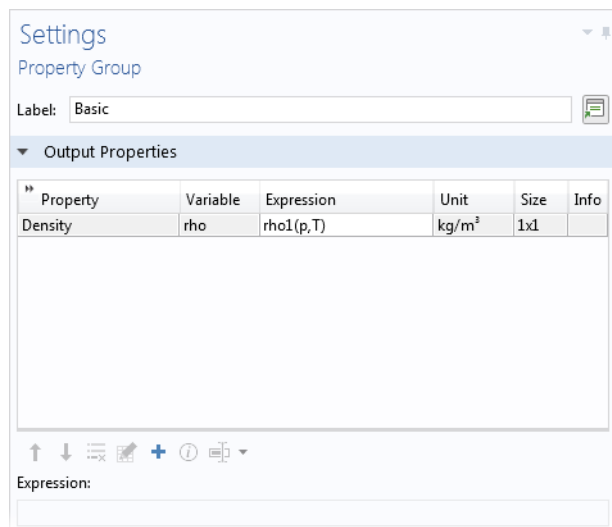 Settings
Property Group
Label: Basic
Output Properties
Property Variable Expression Unit Size Info
Density rho rho1(p,T) kg/m³ 1x1
Expression: